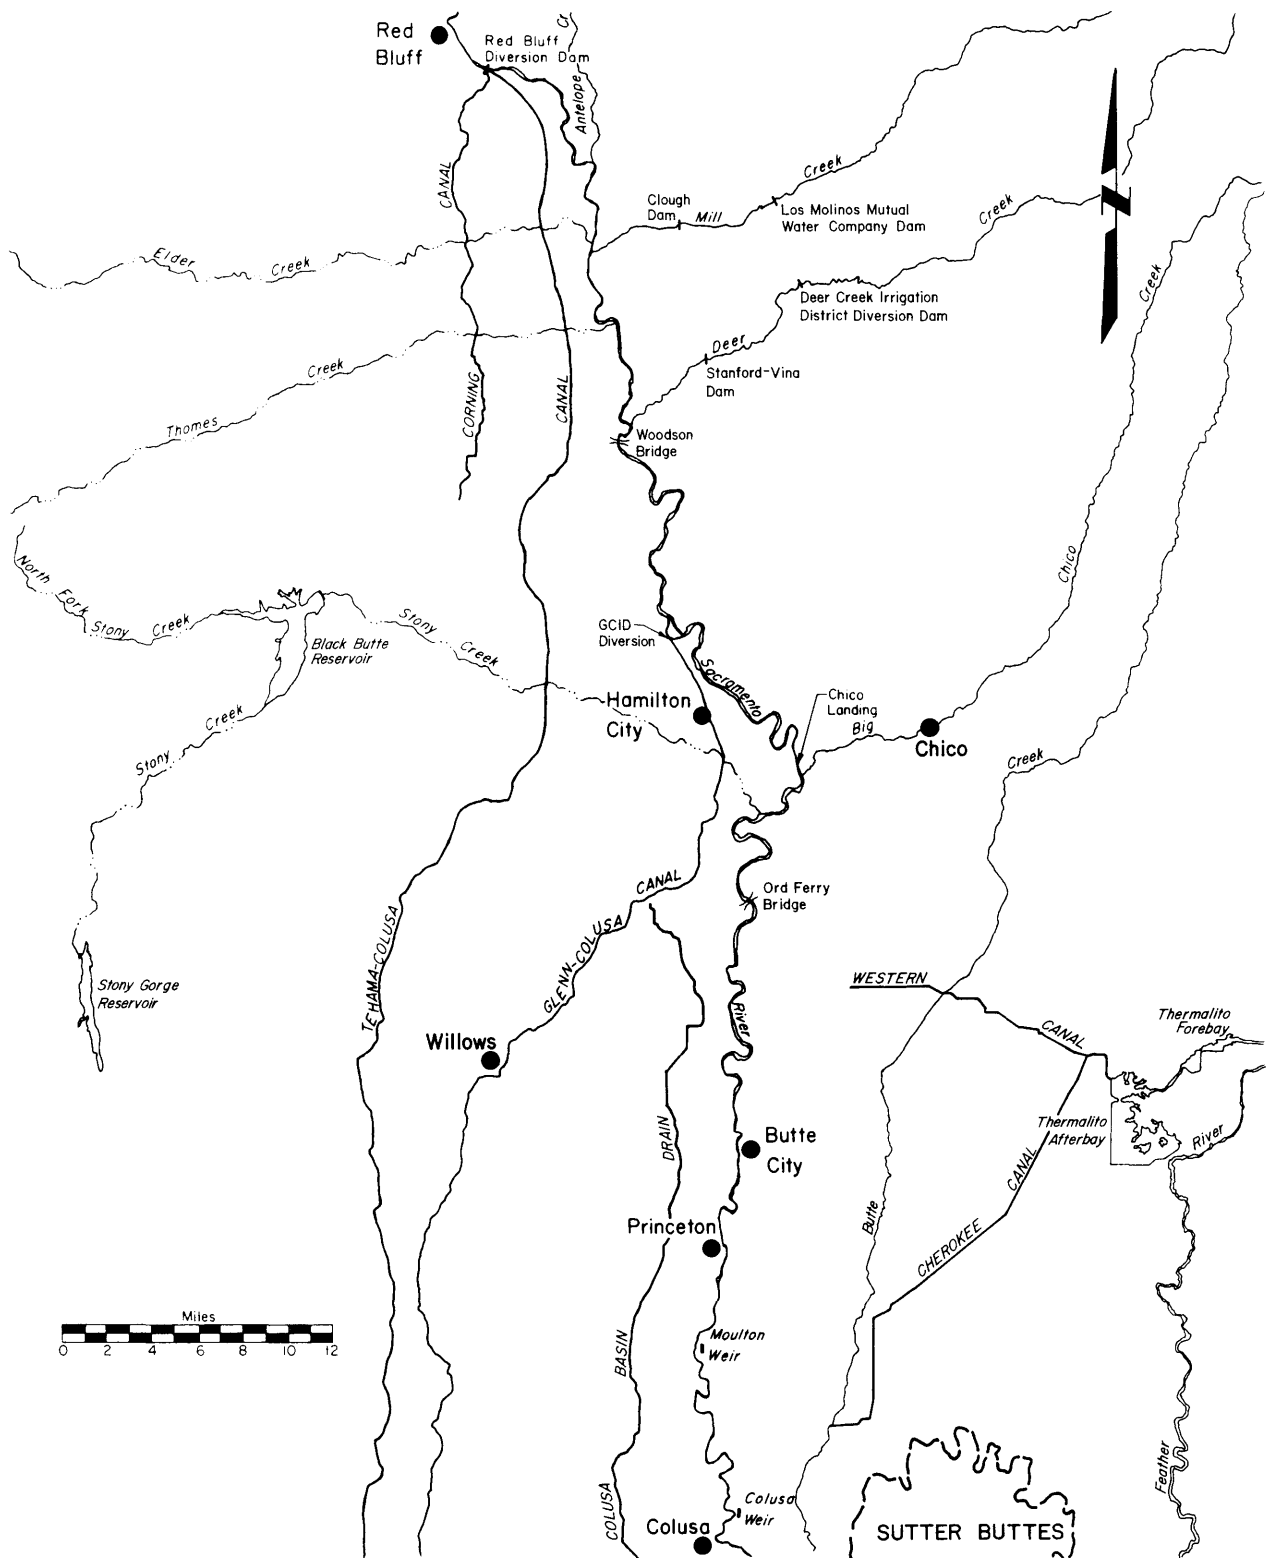 Red
Bluff
Red Bluff
Diversion Dam
Cr
Antelope
CANAL
Creek
Clough
Dam
Mill
Los Molinos Mutual
Water Company Dam
Creek
Elder
Creek
Creek
Deer Creek Irrigation
District Diversion Dam
Deer
Stanford-Vina
Dam
Creek
Thomes
CORNING
CANAL
Woodson
Bridge
North Fork
Stony
Creek
Black Butte
Reservoir
Stony
Creek
GCID
Diversion
Chico
Sacramento
Hamilton
City
Chico
Landing
Big
Chico
Creek
Stony
Creek
CANAL
Ord Ferry
Bridge
TEHAMA-COLUSA
GLENN-COLUSA
WESTERN
CANAL
Stony Gorge
Reservoir
River
Thermalito
Forebay
Willows
Thermalito
Afterbay
River
DRAIN
Butte
City
CANAL
Butte
CHEROKEE
Princeton
Miles
0 2 4 6 8 10 12
Moulton
Weir
BASIN
Feather
COLUSA
Colusa
Weir
Colusa
SUTTER BUTTES
N